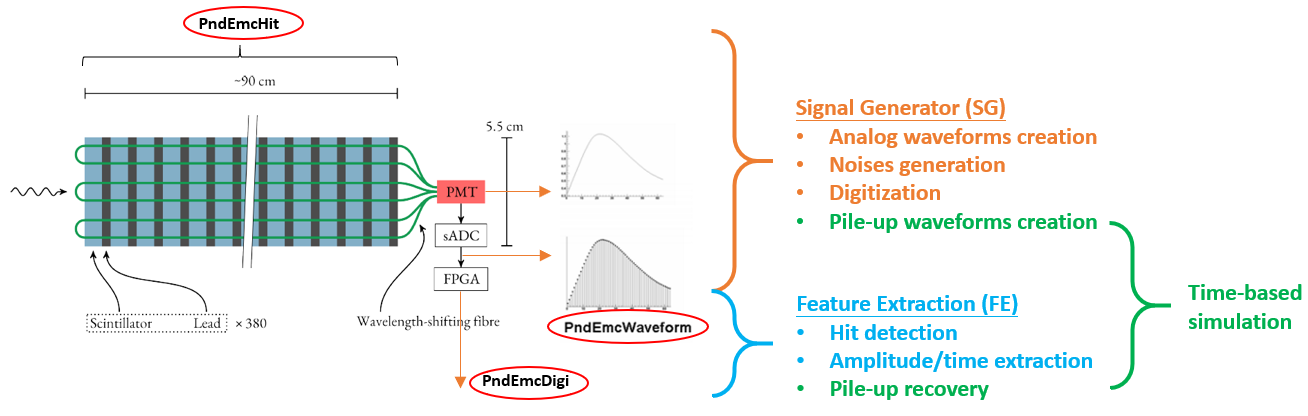 PndEmcHit
~90 cm
5.5 cm
PMT
sADC
FPGA
Scintillator Lead × 380
Wavelength-shifting fibre
PndEmcWaveform
PndEmcDigi
Signal Generator (SG)
• Analog waveforms creation
• Noises generation
• Digitization
• Pile-up waveforms creation
Feature Extraction (FE)
• Hit detection
• Amplitude/time extraction
• Pile-up recovery
Time-based
simulation